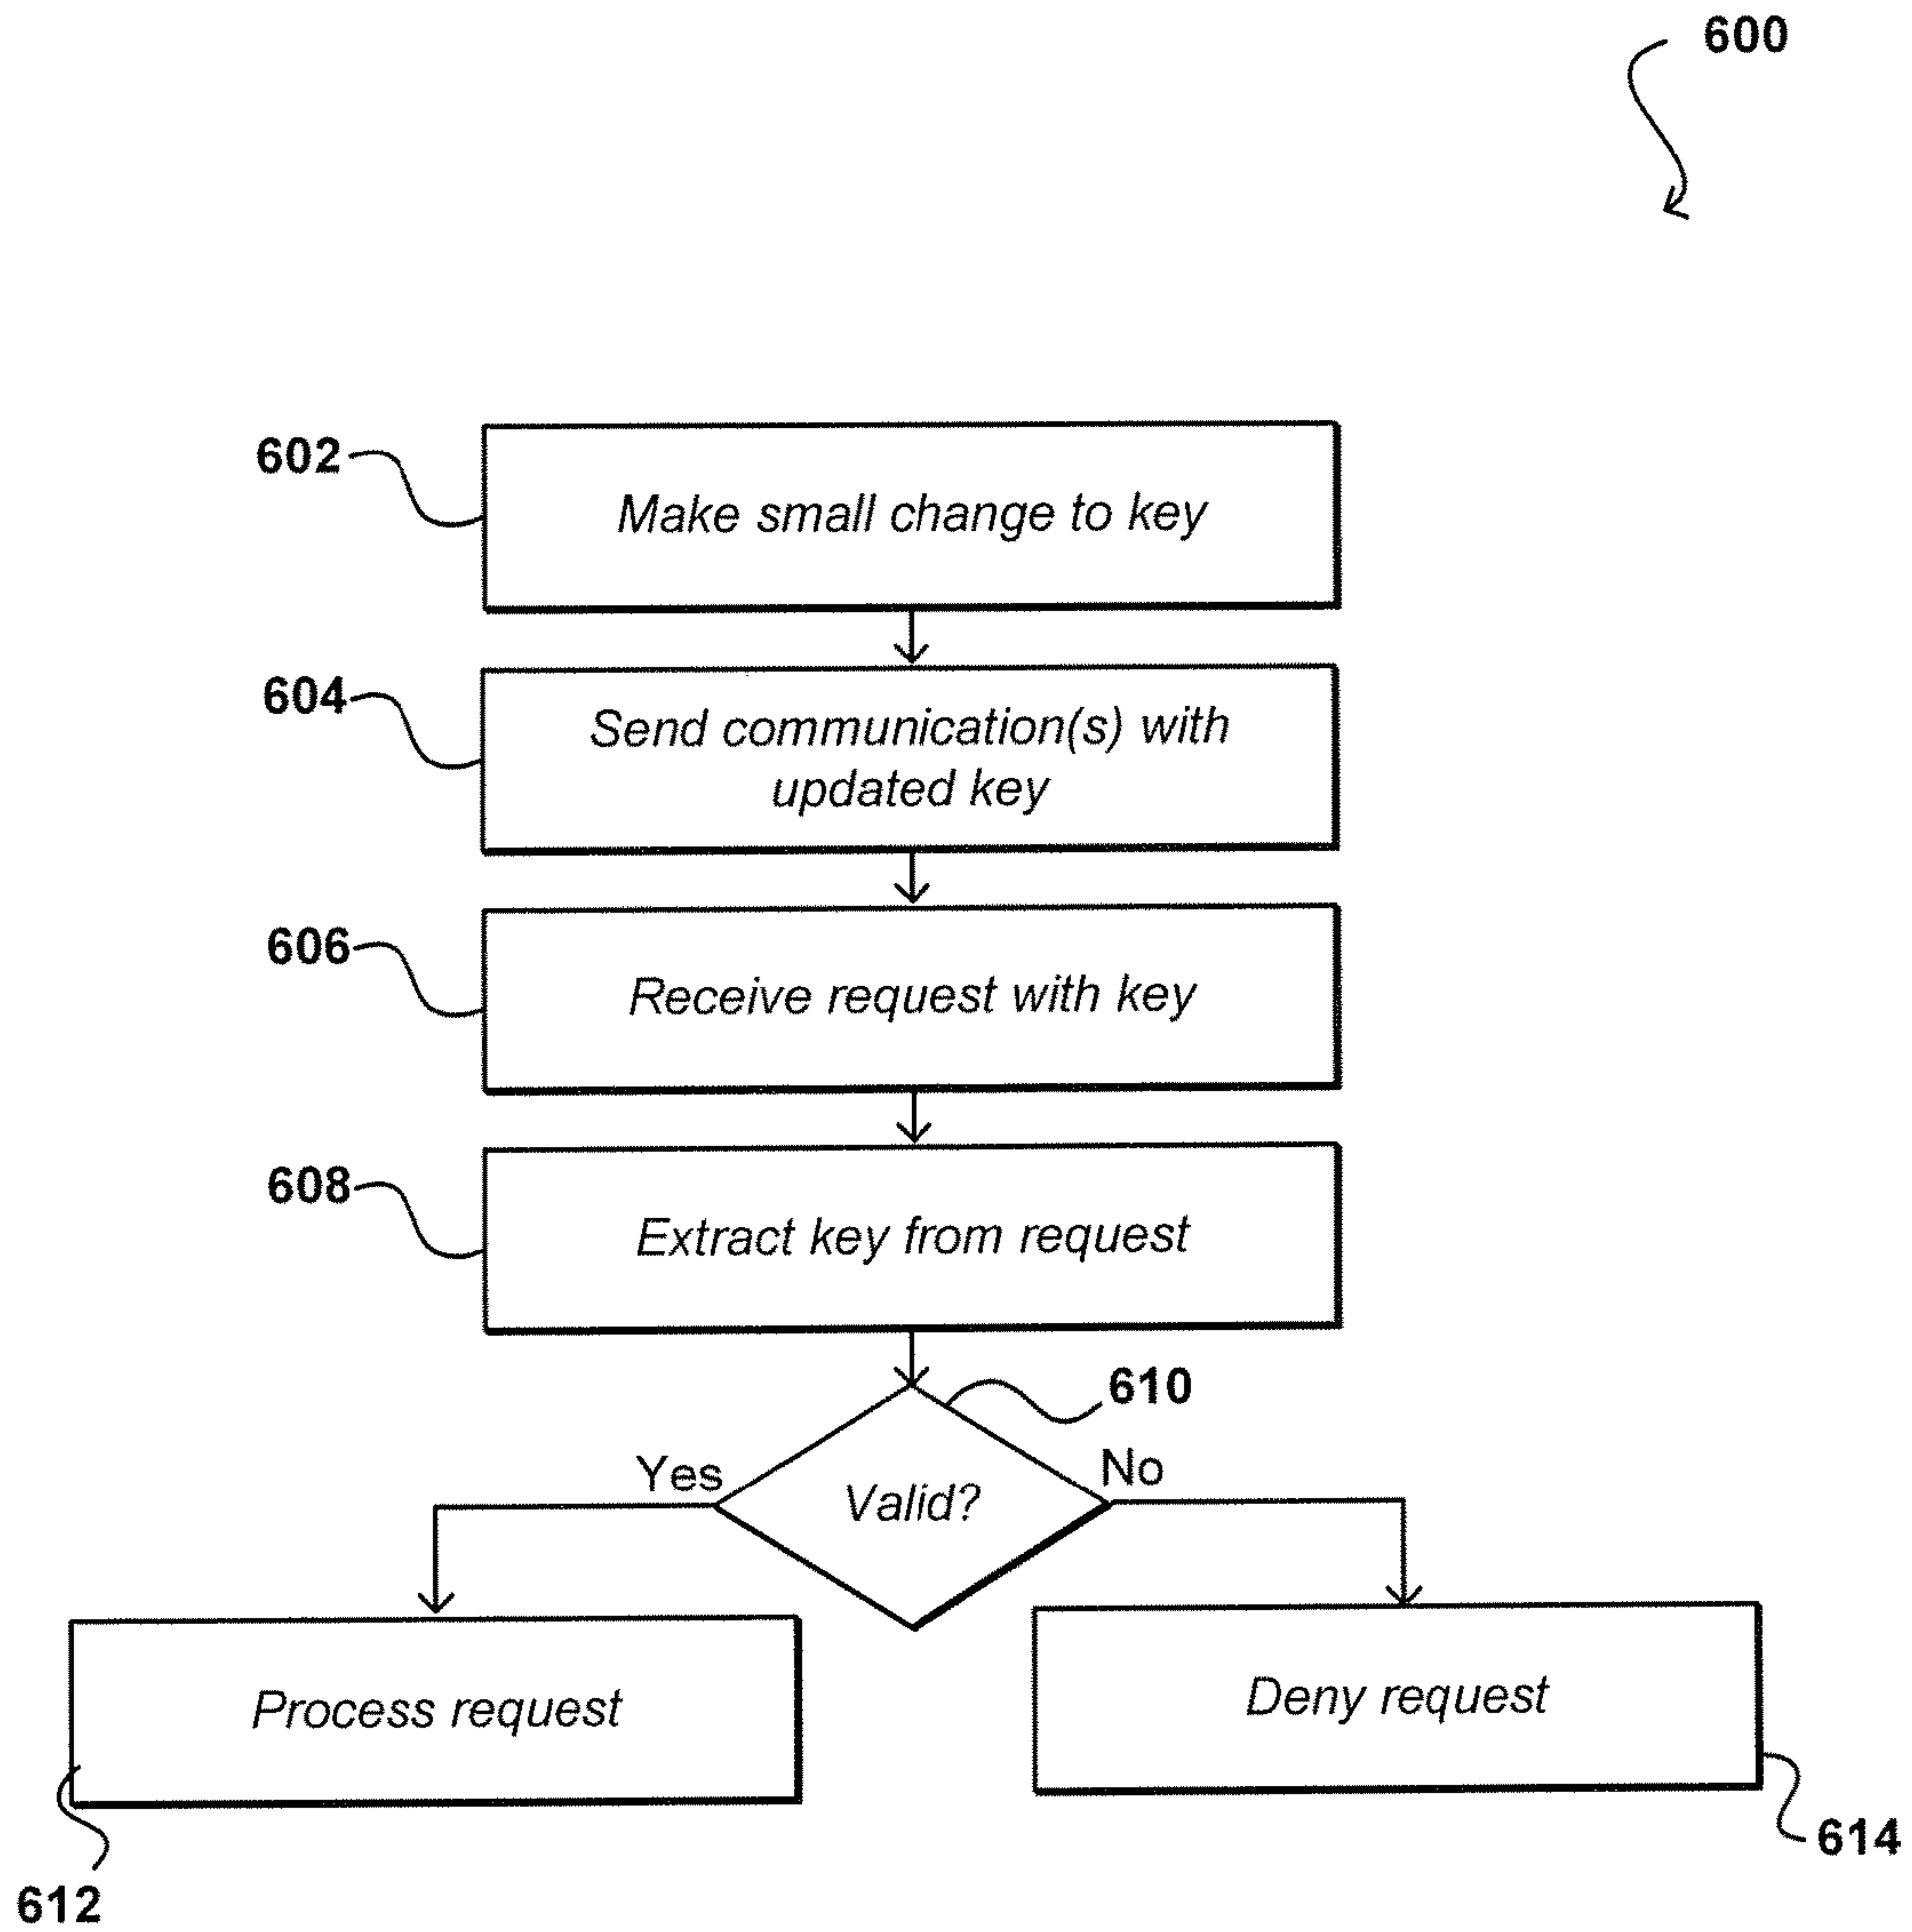 600
602
Make small change to key
604
Send communication(s) with
updated key
606
Receive request with key
608
Extract key from request
610
Yes
No
Valid?
Process request
Deny request
612
614